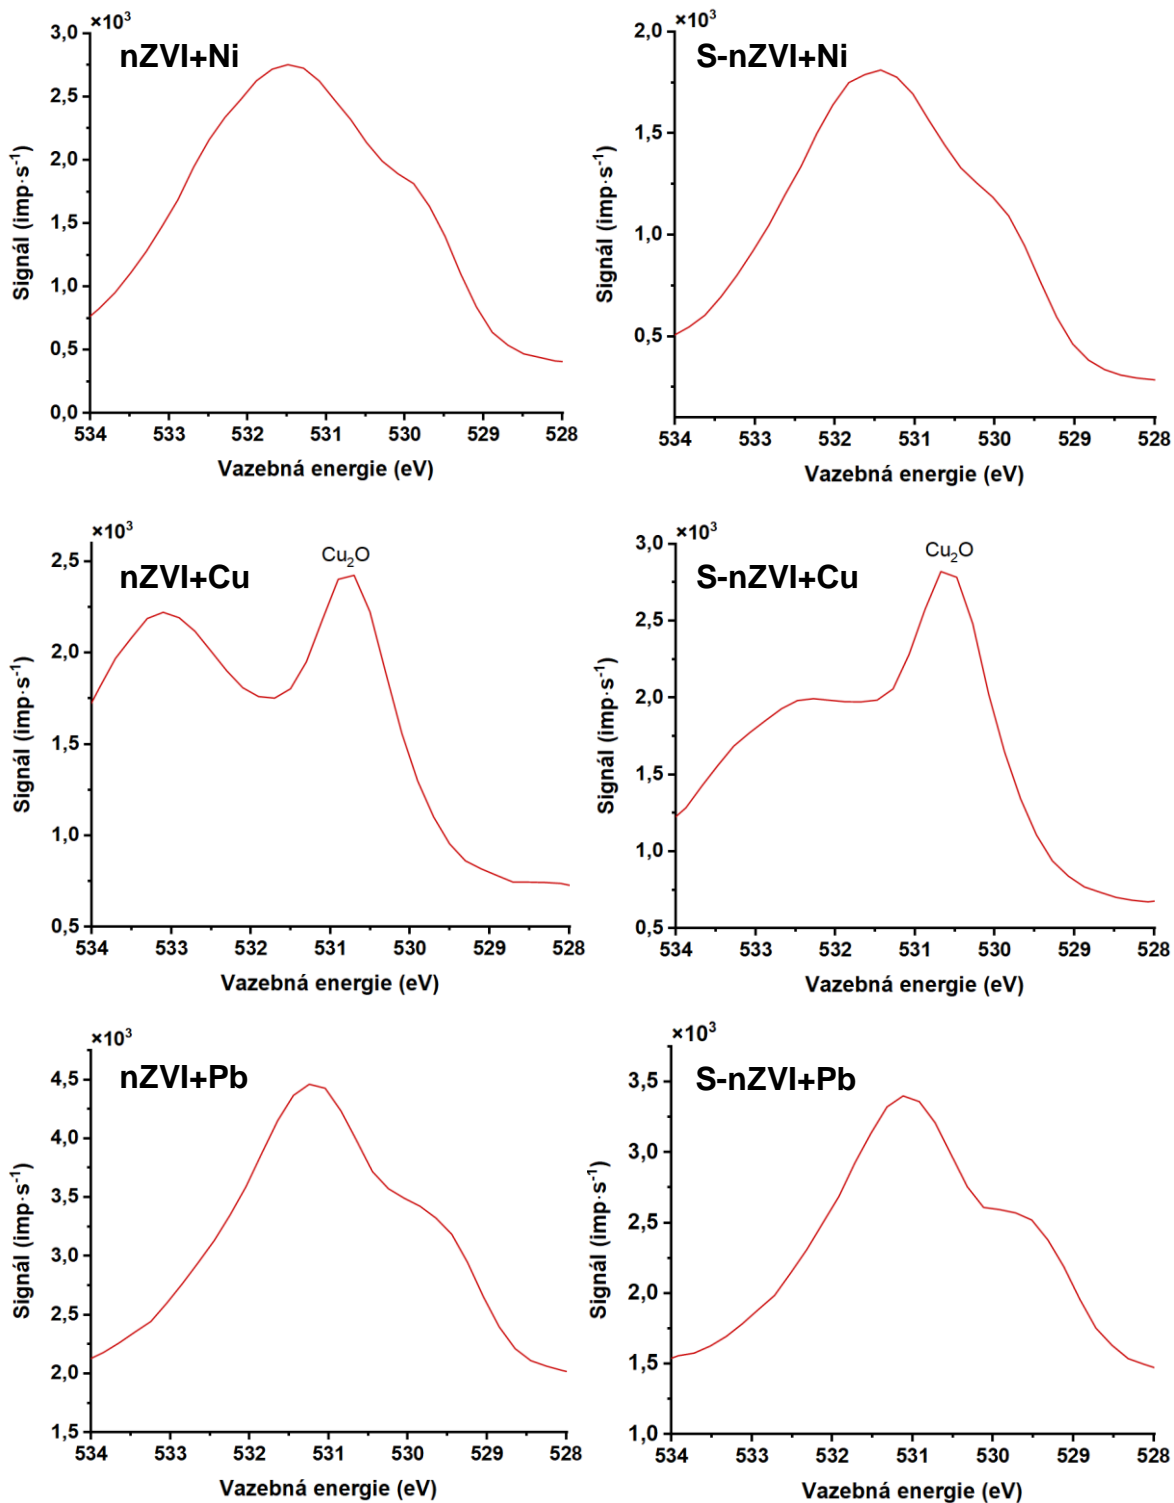 ×10³
nZVI+Ni
Signál (imp·s⁻¹)
3,0
2,5
2,0
1,5
1,0
0,5
0,0
534 533 532 531 530 529 528
Vazebná energie (eV)
×10³
S-nZVI+Ni
Signál (imp·s⁻¹)
2,0
1,5
1,0
0,5
534 533 532 531 530 529 528
Vazebná energie (eV)
×10³
nZVI+Cu
Cu₂O
Signál (imp·s⁻¹)
2,5
2,0
1,5
1,0
0,5
534 533 532 531 530 529 528
Vazebná energie (eV)
×10³
S-nZVI+Cu
Cu₂O
Signál (imp·s⁻¹)
3,0
2,5
2,0
1,5
1,0
0,5
534 533 532 531 530 529 528
Vazebná energie (eV)
×10³
nZVI+Pb
Signál (imp·s⁻¹)
4,5
4,0
3,5
3,0
2,5
2,0
1,5
534 533 532 531 530 529 528
Vazebná energie (eV)
×10³
S-nZVI+Pb
Signál (imp·s⁻¹)
3,5
3,0
2,5
2,0
1,5
1,0
534 533 532 531 530 529 528
Vazebná energie (eV)